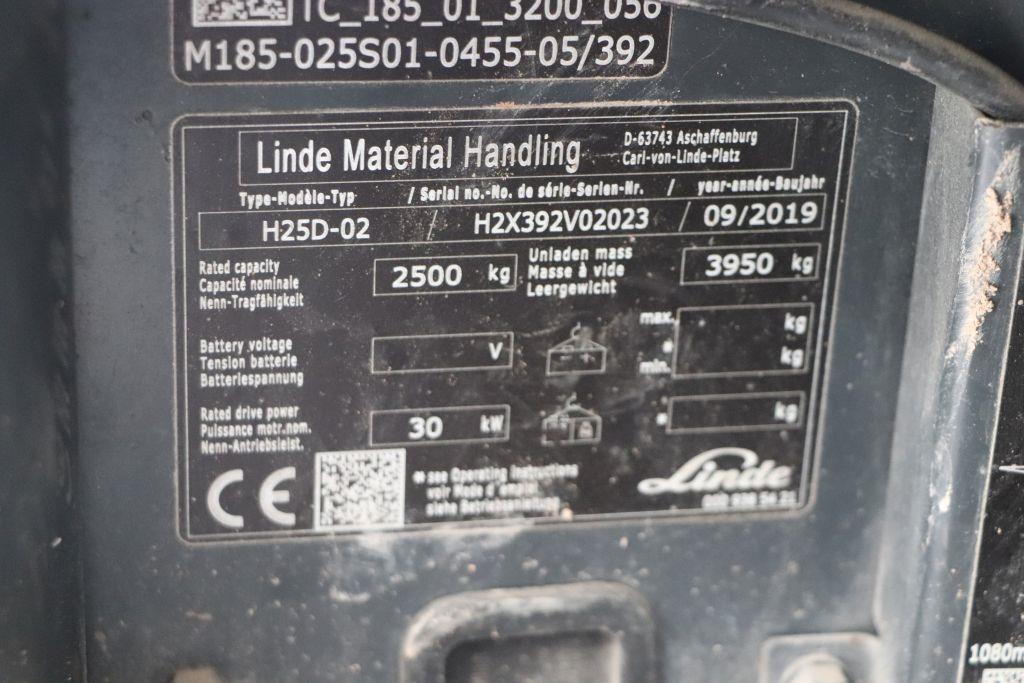 TC_185_01_3200_056
M185-025S01-0455-05/392
Linde Material Handling
D-63743 Aschaffenburg
Carl-von-Linde-Platz
Type-Modèle-Typ / Serial no.-No. de série-Serien-Nr. / year-année-Baujahr
H25D-02 / H2X392V02023 / 09/2019
Rated capacity
Capacité nominale
Nenn-Tragfähigkeit
2500 kg
Unladen mass
Masse à vide
Leergewicht
3950 kg
Battery voltage
Tension batterie
Batteriespannung
V
max.
kg
*
min.
kg
Rated drive power
Puissance motr.nom.
Nenn-Antriebsleist.
30 kW
*
kg
CE
* see Operating instructions
voir Mode d'emploi
siehe Betriebsanleitung
Linde
1080m